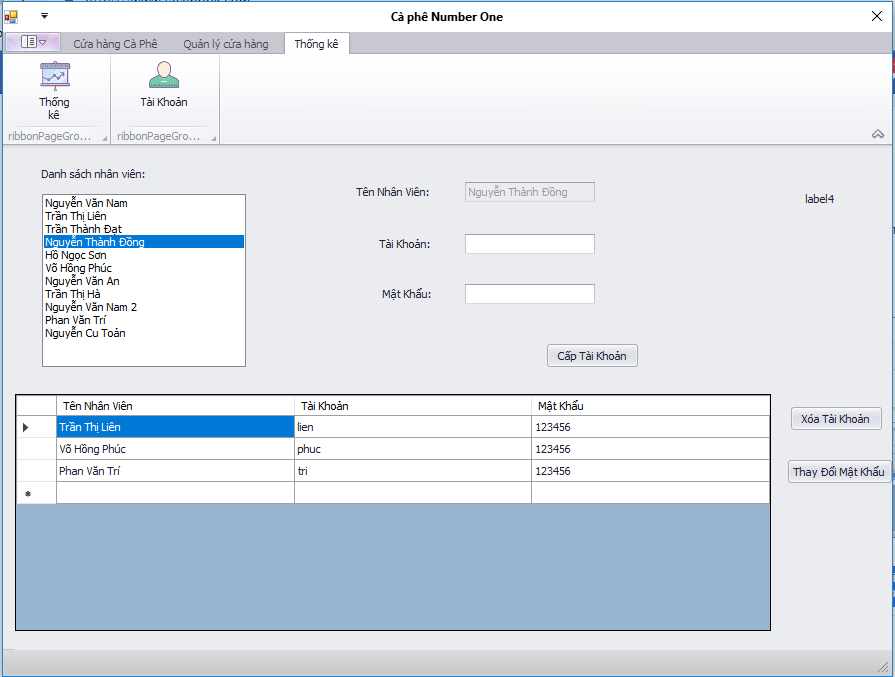 Cà phê Number One
Cửa hàng Cà Phê Quản lý cửa hàng Thống kê
Thống
kê
Tài Khoản
ribbonPageGro... ribbonPageGro...
Danh sách nhân viên:
Nguyễn Văn Nam
Trần Thị Liên
Trần Thành Đạt
Nguyễn Thành Đồng
Hồ Ngọc Sơn
Võ Hồng Phúc
Nguyễn Văn An
Trần Thị Hà
Nguyễn Văn Nam 2
Phan Văn Trí
Nguyễn Cu Toản
Tên Nhân Viên: Nguyễn Thành Đồng
label4
Tài Khoản:
Mật Khẩu:
Cấp Tài Khoản
Tên Nhân Viên Tài Khoản Mật Khẩu
Trần Thị Liên lien 123456
Võ Hồng Phúc phuc 123456
Phan Văn Trí tri 123456
Xóa Tài Khoản
Thay Đổi Mật Khẩu